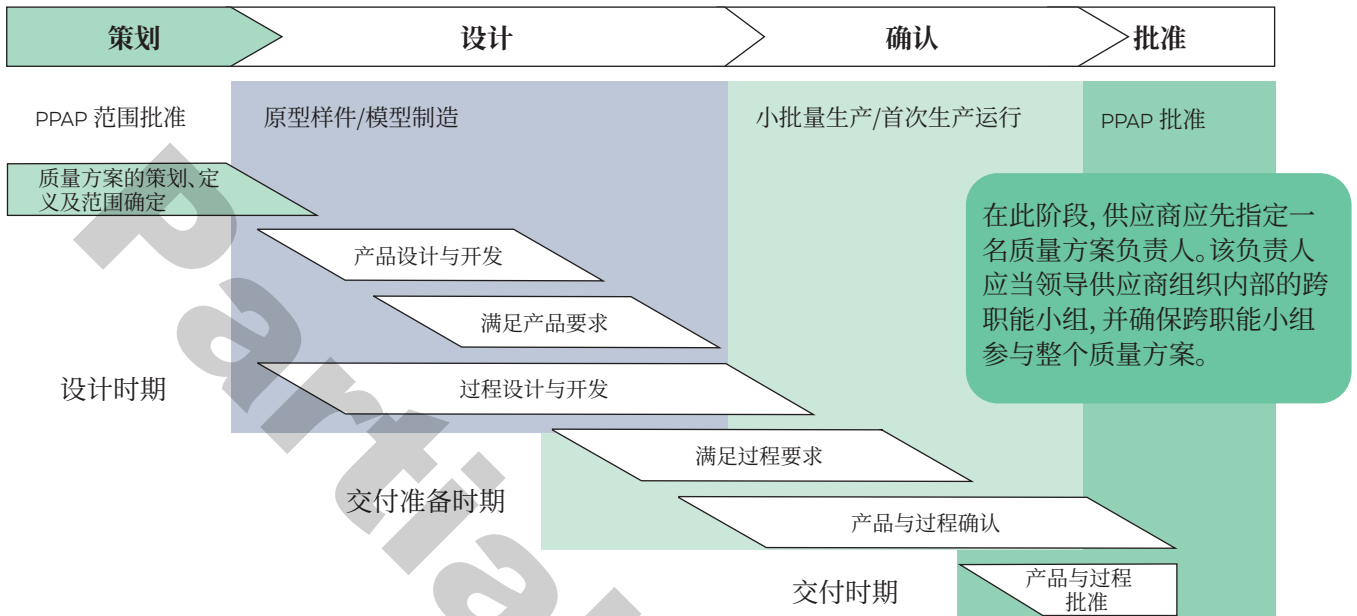 策划
设计
确认
批准
PPAP 范围批准
原型样件/模型制造
小批量生产/首次生产运行
PPAP 批准
质量方案的策划、定
义及范围确定
在此阶段, 供应商应先指定一
名质量方案负责人。该负责人
应当领导供应商组织内部的跨
职能小组, 并确保跨职能小组
参与整个质量方案。
产品设计与开发
满足产品要求
设计时期
过程设计与开发
满足过程要求
交付准备时期
产品与过程确认
交付时期
产品与过程
批准
Partial